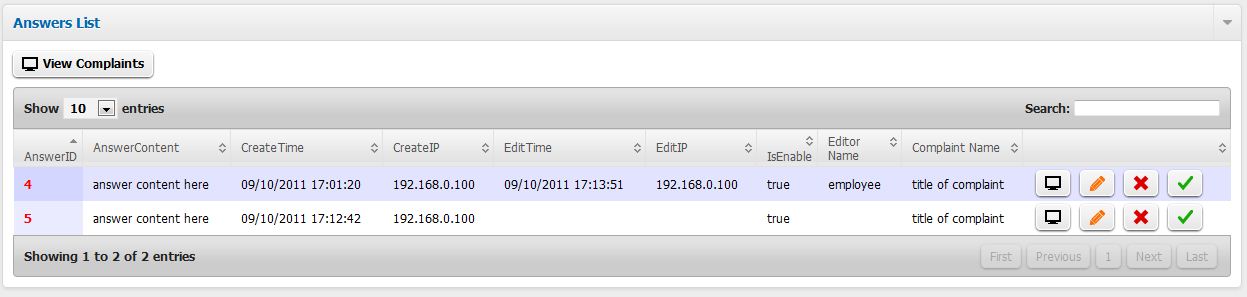 Answers List
View Complaints
Show 10 entries Search:
AnswerID AnswerContent CreateTime CreateIP EditTime EditIP IsEnable Editor Name Complaint Name
4 answer content here 09/10/2011 17:01:20 192.168.0.100 09/10/2011 17:13:51 192.168.0.100 true employee title of complaint
5 answer content here 09/10/2011 17:12:42 192.168.0.100 true title of complaint
Showing 1 to 2 of 2 entries First Previous 1 Next Last